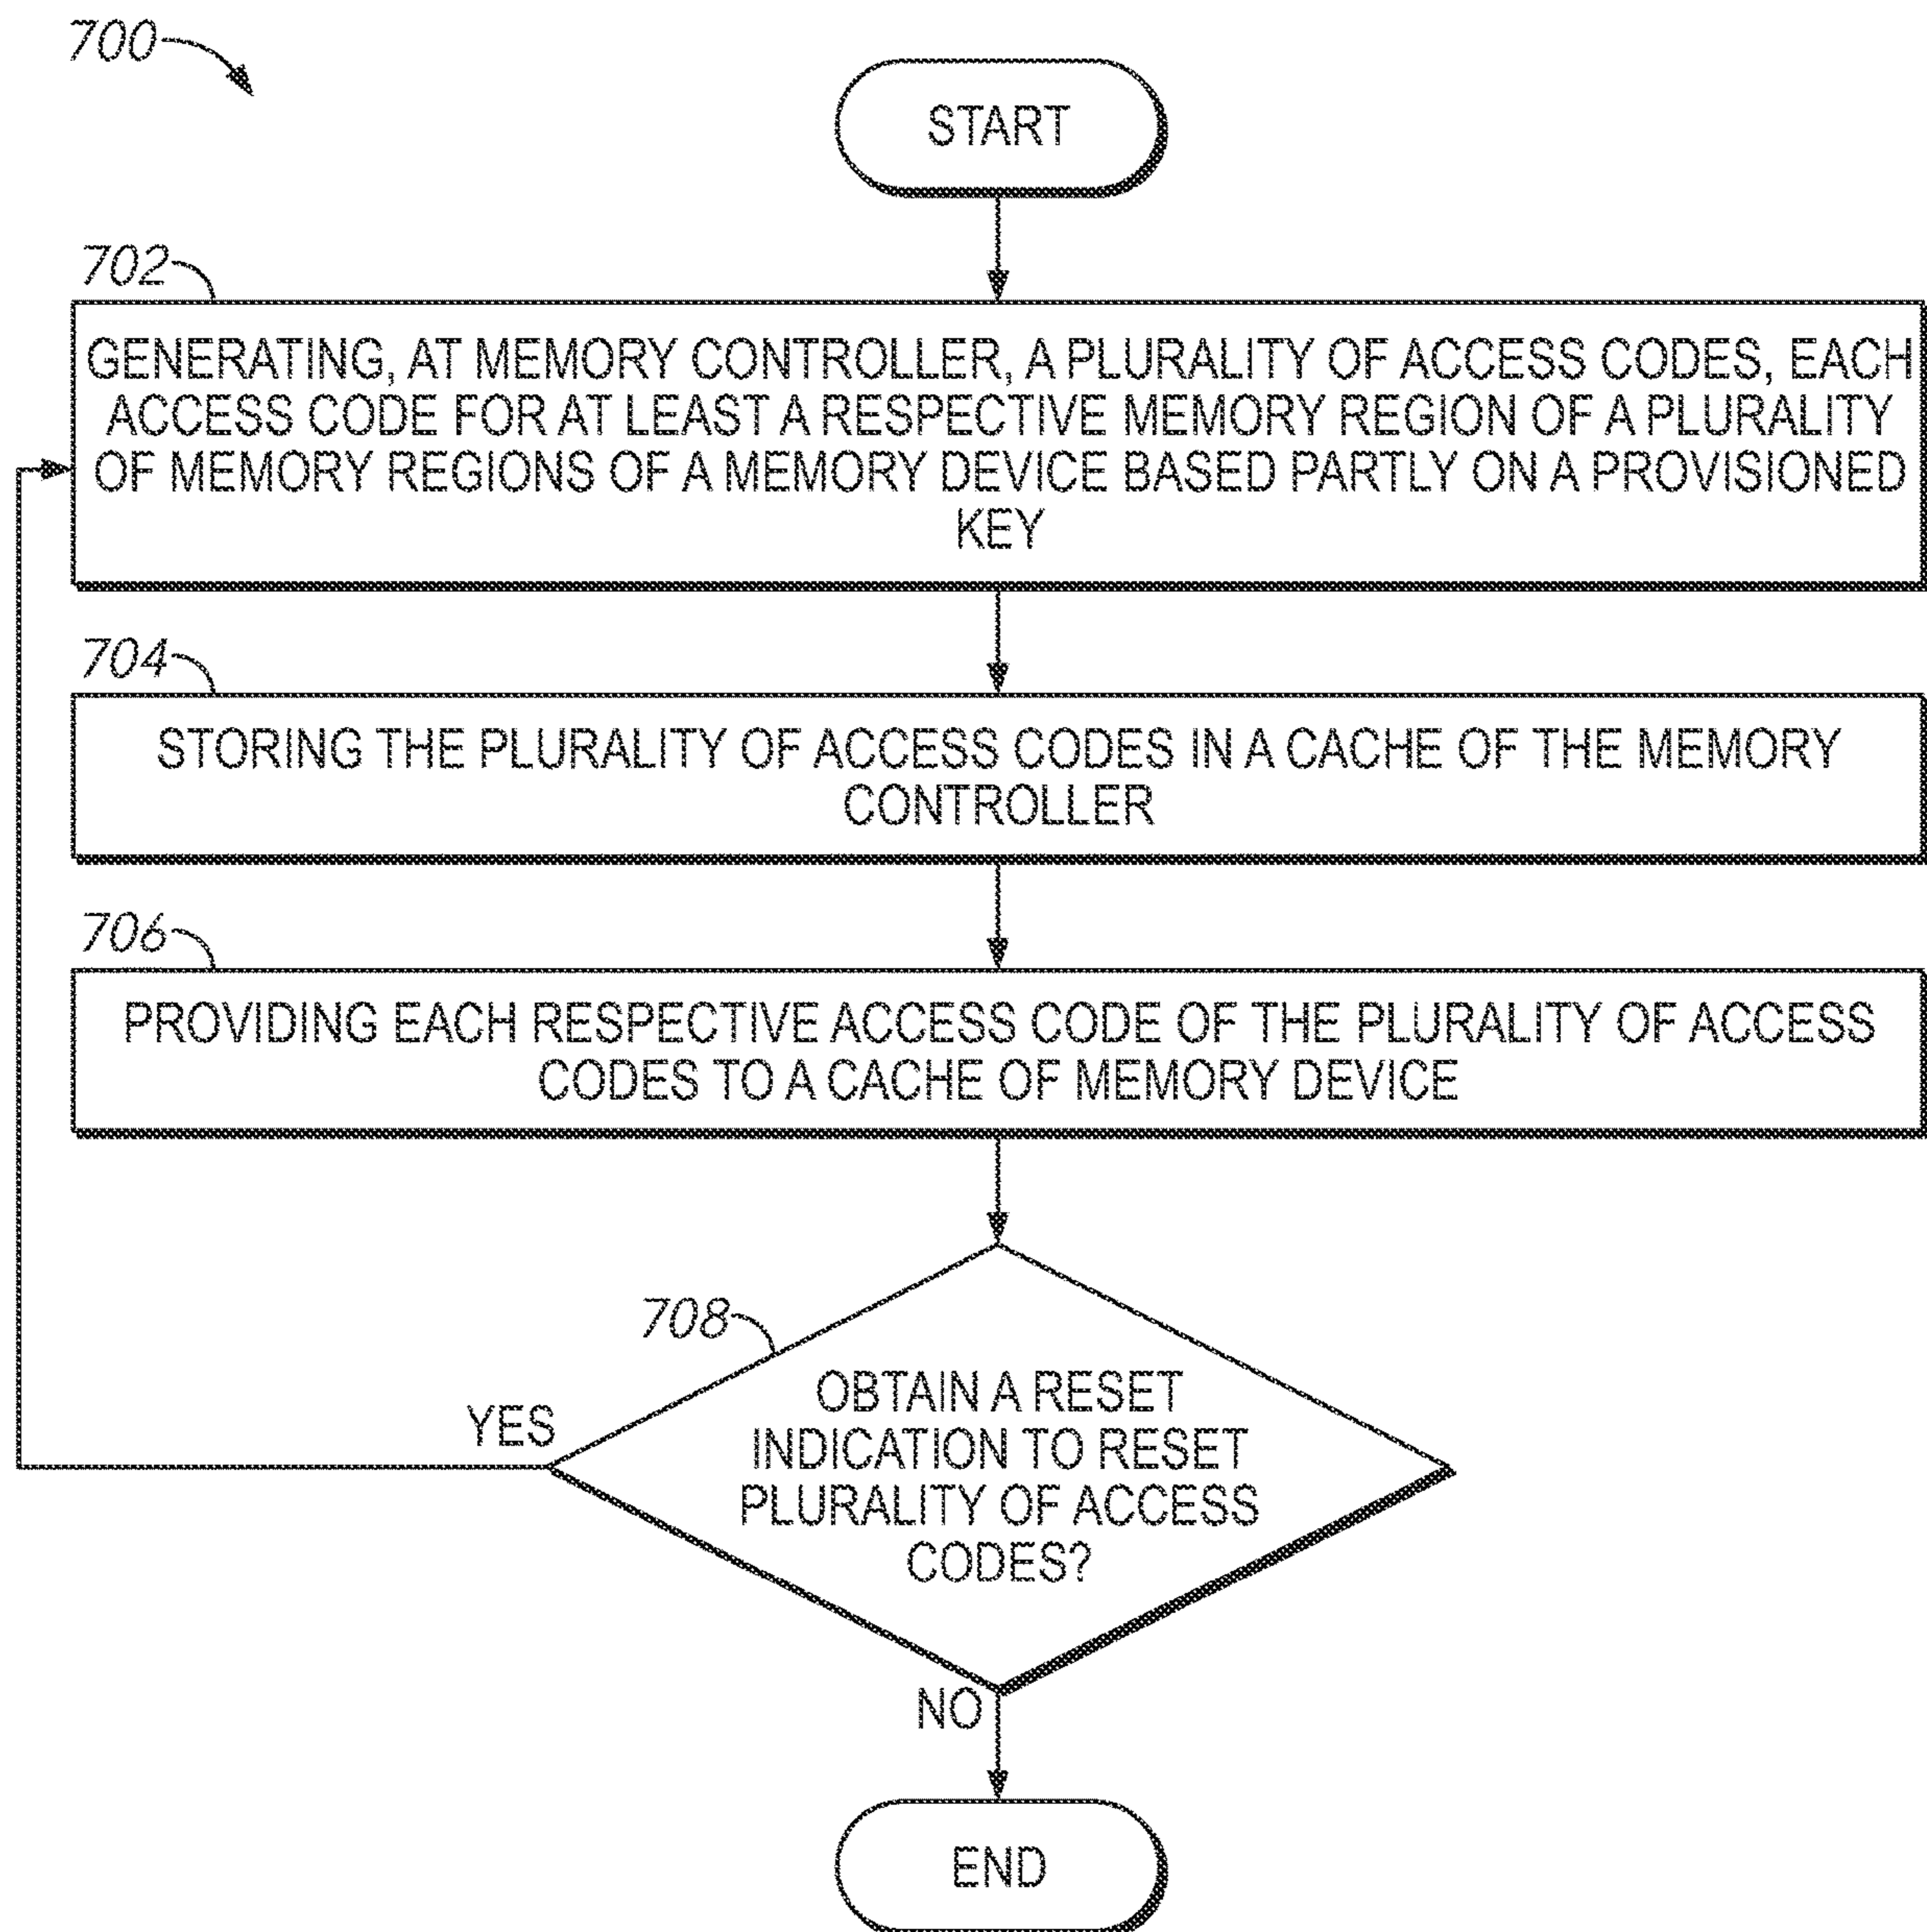 700
START
702
GENERATING, AT MEMORY CONTROLLER, A PLURALITY OF ACCESS CODES, EACH
ACCESS CODE FOR AT LEAST A RESPECTIVE MEMORY REGION OF A PLURALITY
OF MEMORY REGIONS OF A MEMORY DEVICE BASED PARTLY ON A PROVISIONED
KEY
704
STORING THE PLURALITY OF ACCESS CODES IN A CACHE OF THE MEMORY
CONTROLLER
706
PROVIDING EACH RESPECTIVE ACCESS CODE OF THE PLURALITY OF ACCESS
CODES TO A CACHE OF MEMORY DEVICE
708
OBTAIN A RESET
INDICATION TO RESET
PLURALITY OF ACCESS
CODES?
YES
NO
END